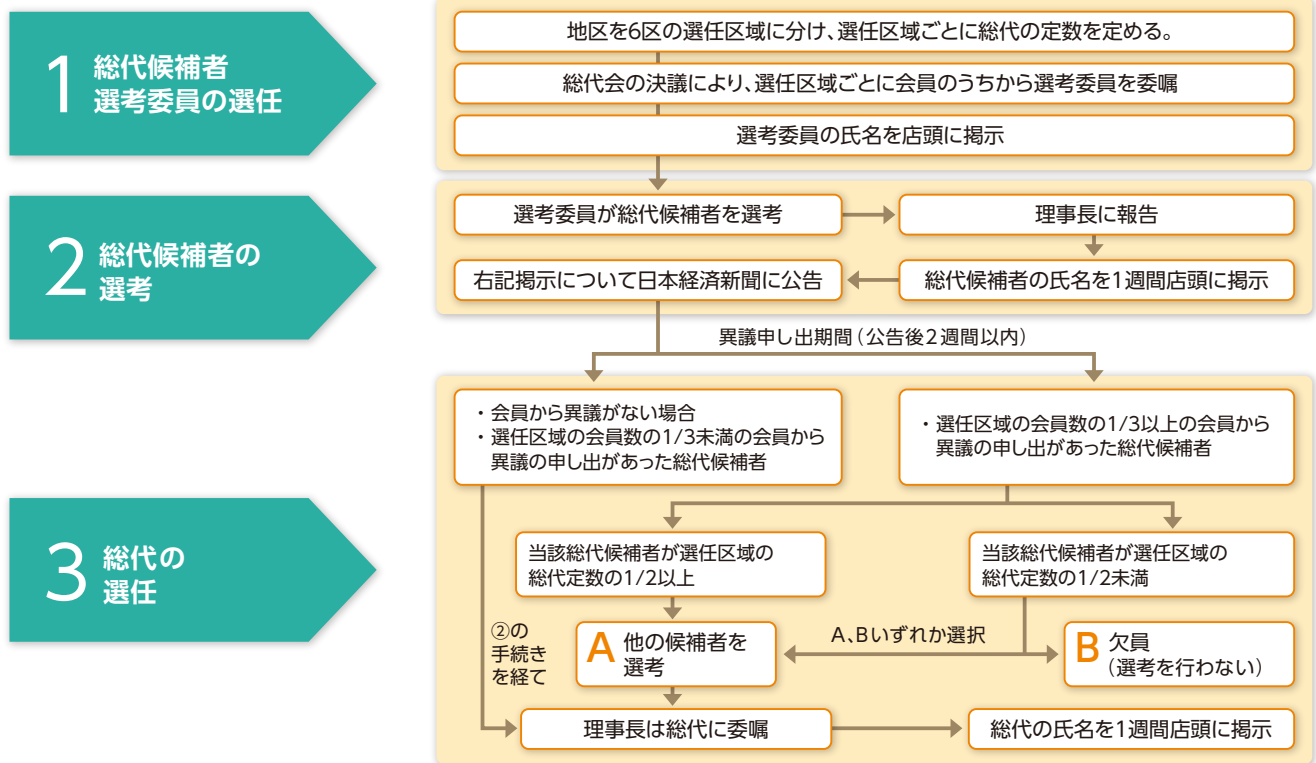 1 総代候補者
選考委員の選任
地区を6区の選任区域に分け、選任区域ごとに総代の定数を定める。
総代会の決議により、選任区域ごとに会員のうちから選考委員を委嘱
選考委員の氏名を店頭に掲示
2 総代候補者の
選考
選考委員が総代候補者を選考
理事長に報告
右記掲示について日本経済新聞に公告
総代候補者の氏名を1週間店頭に掲示
異議申し出期間（公告後2週間以内）
3 総代の
選任
・会員から異議がない場合
・選任区域の会員数の1/3未満の会員から
異議の申し出があった総代候補者
・選任区域の会員数の1/3以上の会員から
異議の申し出があった総代候補者
当該総代候補者が選任区域の
総代定数の1/2以上
当該総代候補者が選任区域の
総代定数の1/2未満
②の
手続き
を経て
A 他の候補者を
選考
A、Bいずれか選択
B 欠員
（選考を行わない）
理事長は総代に委嘱
総代の氏名を1週間店頭に掲示